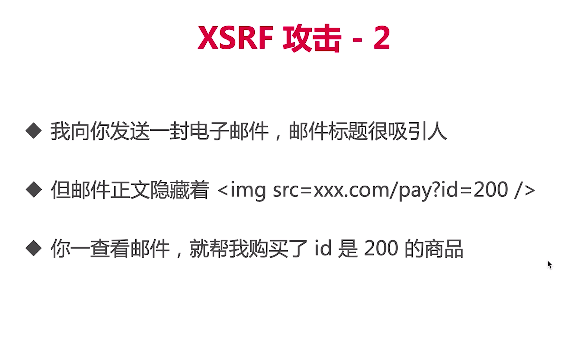 XSRF 攻击 - 2
◆ 我向你发送一封电子邮件，邮件标题很吸引人
◆ 但邮件正文隐藏着 <img src=xxx.com/pay?id=200 />
◆ 你一查看邮件，就帮我购买了 id 是 200 的商品